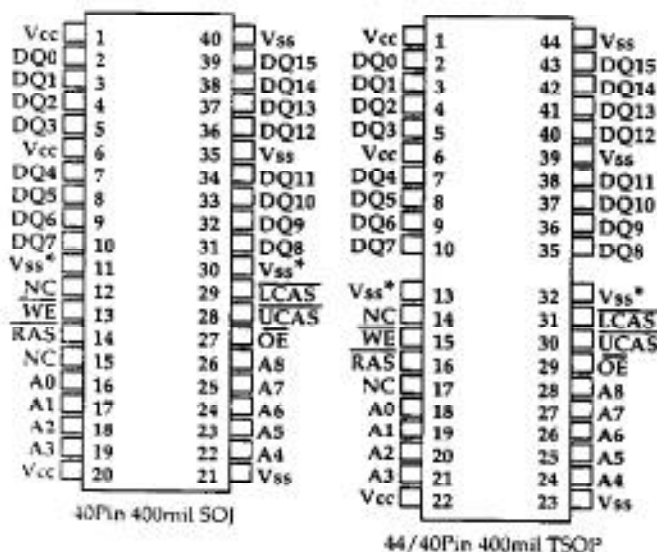 Vcc 1 40 Vss
DQ0 2 39 DQ15
DQ1 3 38 DQ14
DQ2 4 37 DQ13
DQ3 5 36 DQ12
Vcc 6 35 Vss
DQ4 7 34 DQ11
DQ5 8 33 DQ10
DQ6 9 32 DQ9
DQ7 10 31 DQ8
Vss* 11 30 Vss*
NC 12 29 LCAS
WE 13 28 UCAS
RAS 14 27 OE
NC 15 26 A8
A0 16 25 A7
A1 17 24 A6
A2 18 23 A5
A3 19 22 A4
Vcc 20 21 Vss
40Pin 400mil SOJ
Vcc 1 44 Vss
DQ0 2 43 DQ15
DQ1 3 42 DQ14
DQ2 4 41 DQ13
DQ3 5 40 DQ12
Vcc 6 39 Vss
DQ4 7 38 DQ11
DQ5 8 37 DQ10
DQ6 9 36 DQ9
DQ7 10 35 DQ8
Vss* 13 32 Vss*
NC 14 31 LCAS
WE 15 30 UCAS
RAS 16 29 OE
NC 17 28 A8
A0 18 27 A7
A1 19 26 A6
A2 20 25 A5
A3 21 24 A4
Vcc 22 23 Vss
44/40Pin 400mil TSOP